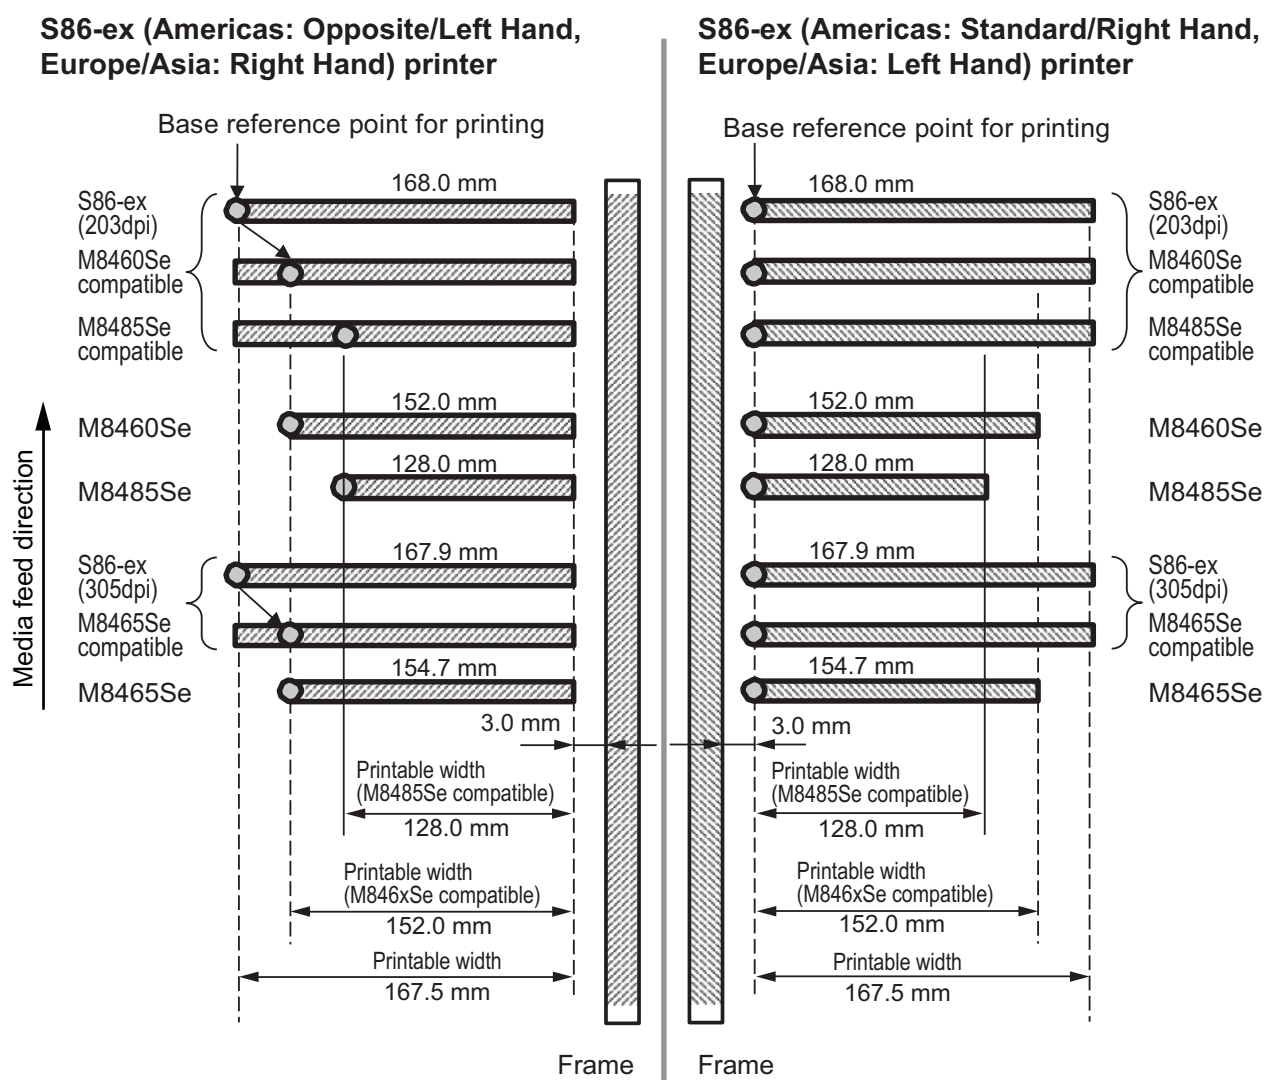 S86-ex (Americas: Opposite/Left Hand,
Europe/Asia: Right Hand) printer
Base reference point for printing
168.0 mm
S86-ex
(203dpi)
M8460Se
compatible
M8485Se
compatible
152.0 mm
M8460Se
128.0 mm
M8485Se
Media feed direction
167.9 mm
S86-ex
(305dpi)
M8465Se
compatible
154.7 mm
M8465Se
3.0 mm
Printable width
(M8485Se compatible)
128.0 mm
Printable width
(M846xSe compatible)
152.0 mm
Printable width
167.5 mm
Frame
S86-ex (Americas: Standard/Right Hand,
Europe/Asia: Left Hand) printer
Base reference point for printing
168.0 mm
S86-ex
(203dpi)
M8460Se
compatible
M8485Se
compatible
152.0 mm
M8460Se
128.0 mm
M8485Se
167.9 mm
S86-ex
(305dpi)
M8465Se
compatible
154.7 mm
M8465Se
3.0 mm
Printable width
(M8485Se compatible)
128.0 mm
Printable width
(M846xSe compatible)
152.0 mm
Printable width
167.5 mm
Frame